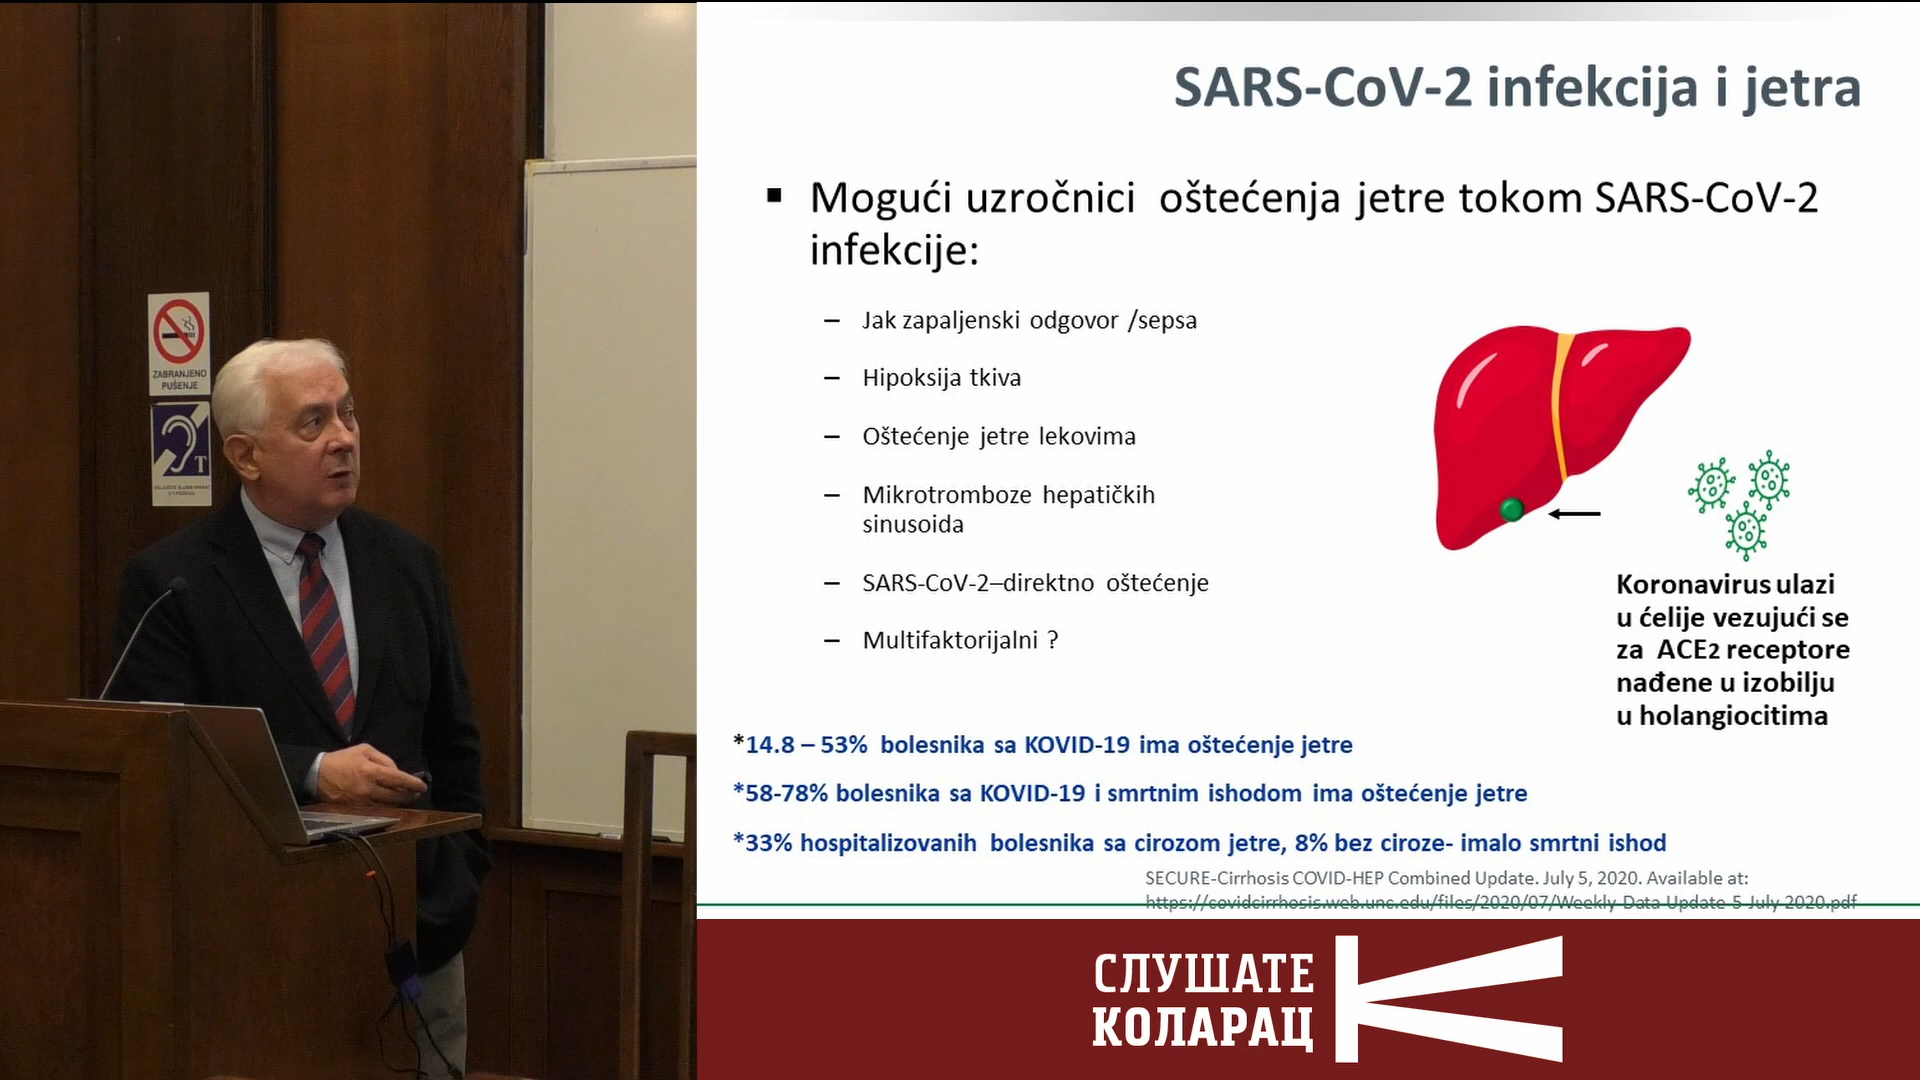 SARS-CoV-2 infekcija i jetra
▪ Mogući uzročnici oštećenja jetre tokom SARS-CoV-2
infekcije:
– Jak zapaljenski odgovor /sepsa
– Hipoksija tkiva
– Oštećenje jetre lekovima
– Mikrotromboze hepatičkih
sinusoida
– SARS-CoV-2–direktno oštećenje
– Multifaktorijalni ?
Koronavirus ulazi
u ćelije vezujući se
za ACE2 receptore
nađene u izobilju
u holangiocitima
*14.8 – 53% bolesnika sa KOVID-19 ima oštećenje jetre
*58-78% bolesnika sa KOVID-19 i smrtnim ishodom ima oštećenje jetre
*33% hospitalizovanih bolesnika sa cirozom jetre, 8% bez ciroze- imalo smrtni ishod
SECURE-Cirrhosis COVID-HEP Combined Update. July 5, 2020. Available at:
https://covidcirrhosis.web.unc.edu/files/2020/07/Weekly-Data-Update-5-July-2020.pdf
СЛУШАТЕ
КОЛАРАЦ
ZABRANJENO
PUŠENJE
T